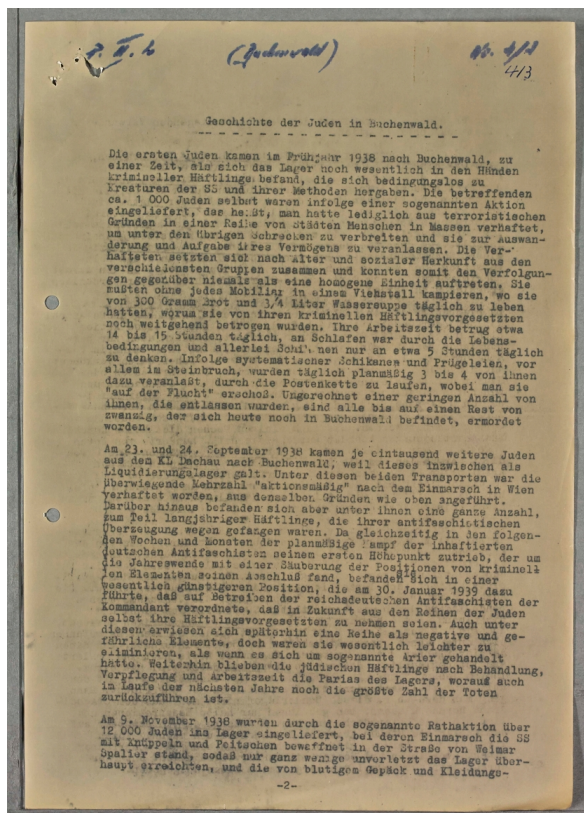 (Buchenwald)
413
Geschichte der Juden in Buchenwald.
Die ersten Juden kamen im Frühjahr 1938 nach Buchenwald, zu
einer Zeit, als sich das Lager noch wesentlich in den Händen
krimineller Häftlinge befand, die sich bedingungslos zu
Kreaturen der SS und ihrer Methoden hergaben. Die betreffenden
ca. 1 000 Juden selbst waren infolge einer sogenannten Aktion
eingeliefert, das heißt, man hatte lediglich aus terroristischen
Gründen in einer Reihe von Städten Menschen in Massen verhaftet,
um unter den übrigen Schrecken zu verbreiten und sie zur Auswan-
derung und Aufgabe ihres Vermögens zu veranlassen. Die Ver-
hafteten setzten sich nach Alter und sozialer Herkunft aus den
verschiedensten Gruppen zusammen und konnten somit den Verfolgun-
gen gegenüber niemals als eine homogene Einheit auftreten. Sie
mußten ohne jedes Mobiliar in einem Viehstall kampieren, wo sie
von 300 Gramm Brot und 3/4 Liter Wassersuppe täglich zu leben
hatten, worum sie von ihren kriminellen Häftlingsvorgesetzten
noch weitgehend betrogen wurden. Ihre Arbeitszeit betrug etwa
14 bis 15 Stunden täglich, an Schlafen war durch die Lebens-
bedingungen und allerlei nur an etwa 5 Stunden täglich
zu denken. Infolge systematischer Schikanen und Prügeleien, vor
allem im Steinbruch, wurden täglich planmäßig 3 bis 4 von ihnen
dazu veranlaßt, durch die Postenkette zu laufen, wobei man sie
"auf der Flucht" erschoß. Ungerechnet einer geringen Anzahl von
ihnen, die entlassen wurden, sind alle bis auf einen Rest von
zwanzig, der sich heute noch in Buchenwald befindet, ermordet
worden.
Am 23. und 24. September 1938 kamen je eintausend weitere Juden
aus dem KL Dachau nach Buchenwald, weil dieses inzwischen als
Liquidierungslager galt. Unter diesen beiden Transporten war die
überwiegende Mehrzahl "aktionsmäßig" nach dem Einmarsch in Wien
verhaftet worden, aus denselben Gründen wie oben angeführt.
Darüber hinaus befanden sich aber unter ihnen eine ganze Anzahl,
zum Teil langjähriger Häftlinge, die ihrer antifaschistischen
Überzeugung wegen gefangen waren. Da gleichzeitig in den folgen-
den Wochen und Monaten der planmäßige Kampf der inhaftierten
deutschen Antifaschisten seinem ersten Höhepunkt zutrieb, der um
die Jahreswende mit einer Säuberung der Positionen von kriminel-
len Elementen seinen Abschluß fand, befanden sich in einer
wesentlich günstigeren Position, die am 30. Januar 1939 dazu
führte, daß auf Betreiben der reichsdeutschen Antifaschisten der
Kommandant verordnete, daß in Zukunft aus den Reihen der Juden
selbst ihre Häftlingsvorgesetzten zu nehmen seien. Auch unter
diesen erwiesen sich späterhin eine Reihe als negative und ge-
fährliche Elemente, doch waren sie wesentlich leichter zu
eliminieren, als wenn es sich um sogenannte Arier gehandelt
hätte. Weiterhin blieben die jüdischen Häftlinge nach Behandlung,
Verpflegung und Arbeitszeit die Parias des Lagers, worauf auch
im Laufe des nächsten Jahre noch die größte Zahl der Toten
zurückzuführen ist.
Am 9. November 1938 wurden durch die sogenannte Rathaktion über
12 000 Juden ins Lager eingeliefert, bei deren Einmarsch die SS
mit Knüppeln und Peitschen bewaffnet in der Straße von Weimar
Spalier stand, sodaß nur ganz wenige unverletzt das Lager über-
haupt erreichten, und die von blutigem Gepäck und Kleidungs-
-2-